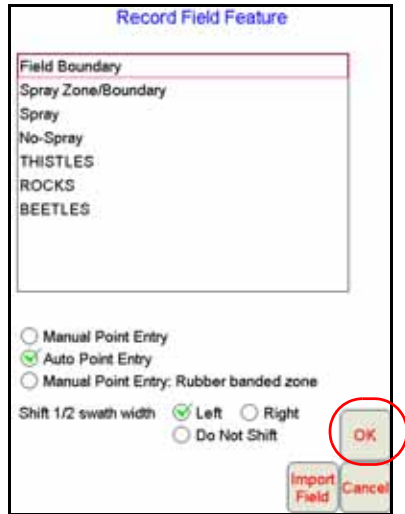 Record Field Feature
Field Boundary
Spray Zone/Boundary
Spray
No-Spray
THISTLES
ROCKS
BEETLES
Manual Point Entry
Auto Point Entry
Manual Point Entry: Rubber banded zone
Shift 1/2 swath width Left Right
Do Not Shift
OK
Import
Field
Cancel